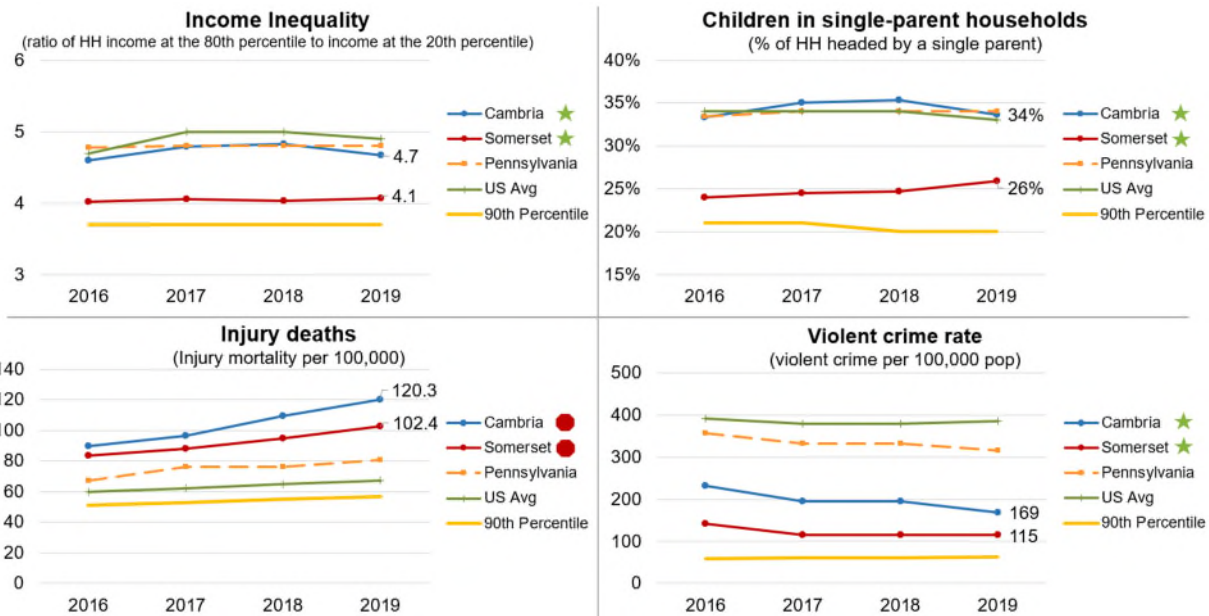 Income Inequality
(ratio of HH income at the 80th percentile to income at the 20th percentile)
6
5
4
3
4.7
4.1
2016 2017 2018 2019
Cambria
Somerset
Pennsylvania
US Avg
90th Percentile
Children in single-parent households
(% of HH headed by a single parent)
40%
35%
30%
25%
20%
15%
34%
26%
2016 2017 2018 2019
Cambria
Somerset
Pennsylvania
US Avg
90th Percentile
Injury deaths
(Injury mortality per 100,000)
140
120
100
80
60
40
20
0
120.3
102.4
2016 2017 2018 2019
Cambria
Somerset
Pennsylvania
US Avg
90th Percentile
Violent crime rate
(violent crime per 100,000 pop)
500
400
300
200
100
0
169
115
2016 2017 2018 2019
Cambria
Somerset
Pennsylvania
US Avg
90th Percentile